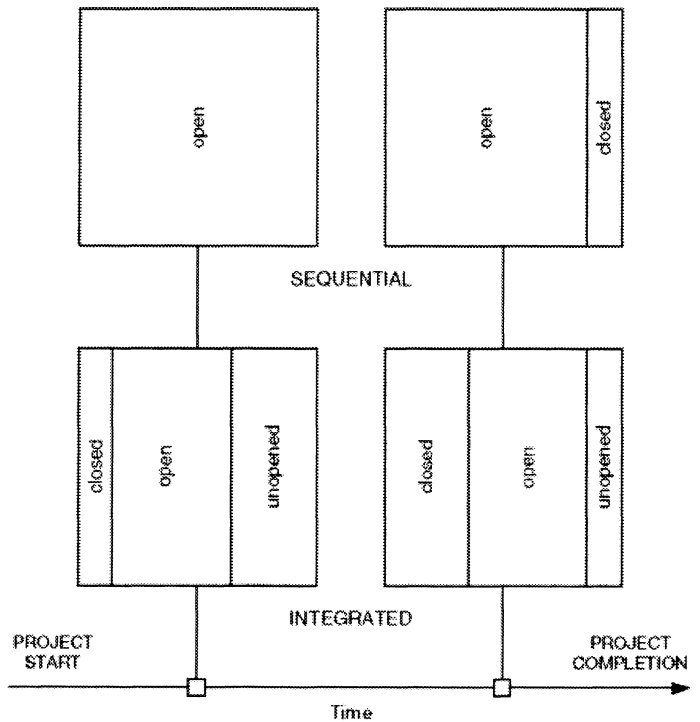 open
open
closed
SEQUENTIAL
closed
open
unopened
closed
open
unopened
INTEGRATED
PROJECT
START
PROJECT
COMPLETION
Time